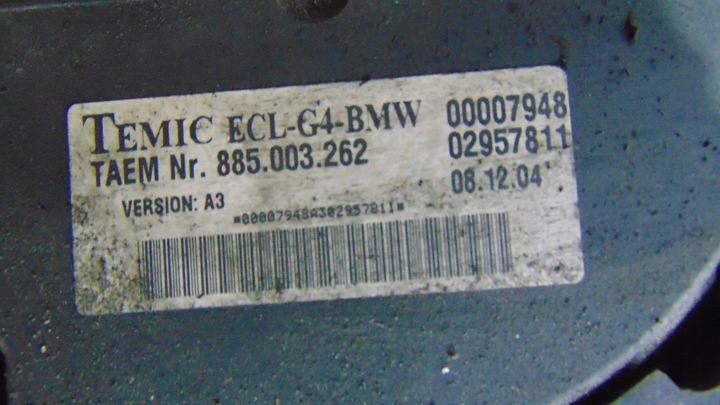 TEMIC ECL-G4-BMW 00007948
TAEM Nr. 885.003.262 02957811
VERSION: A3 08.12.04
*00007948A302957811*